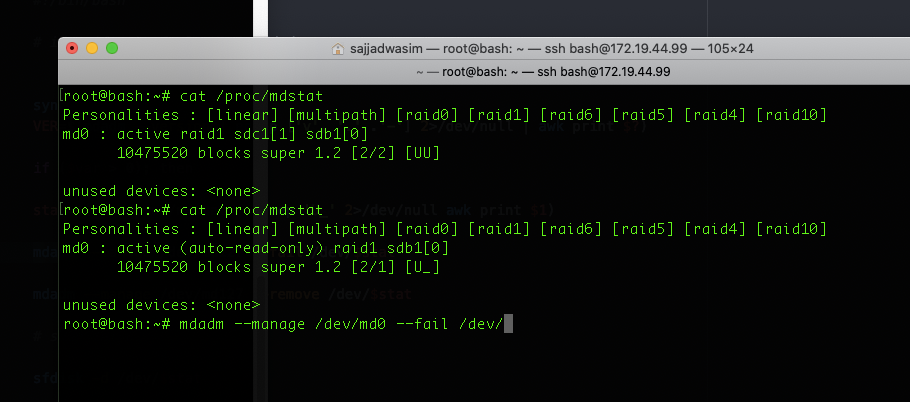 sajjadwasim — root@bash: ~ — ssh bash@172.19.44.99 — 105×24
~ — root@bash: ~ — ssh bash@172.19.44.99
[root@bash:~# cat /proc/mdstat
Personalities : [linear] [multipath] [raid0] [raid1] [raid6] [raid5] [raid4] [raid10]
md0 : active raid1 sdc1[1] sdb1[0]
10475520 blocks super 1.2 [2/2] [UU]
unused devices: <none>
[root@bash:~# cat /proc/mdstat
Personalities : [linear] [multipath] [raid0] [raid1] [raid6] [raid5] [raid4] [raid10]
md0 : active (auto-read-only) raid1 sdb1[0]
10475520 blocks super 1.2 [2/1] [U_]
unused devices: <none>
root@bash:~# mdadm --manage /dev/md0 --fail /dev/